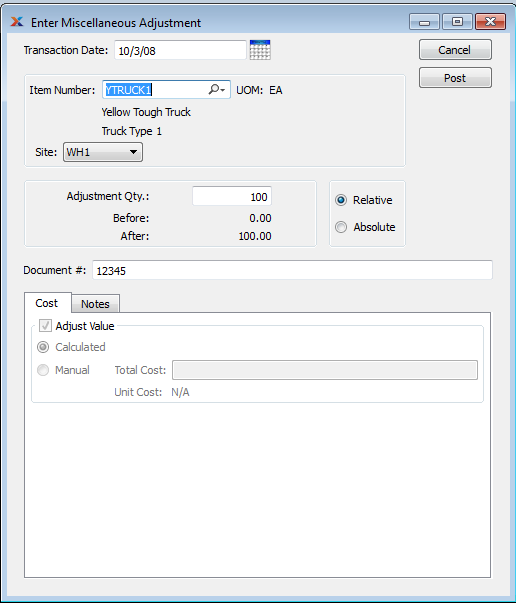 Enter Miscellaneous Adjustment
Transaction Date: 10/3/08 Cancel
Post
Item Number: YTRUCK1 UOM: EA
Yellow Tough Truck
Truck Type 1
Site: WH1
Adjustment Qty.: 100 Relative
Before: 0.00
After: 100.00 Absolute
Document #: 12345
Cost Notes
Adjust Value
Calculated
Manual Total Cost:
Unit Cost: N/A